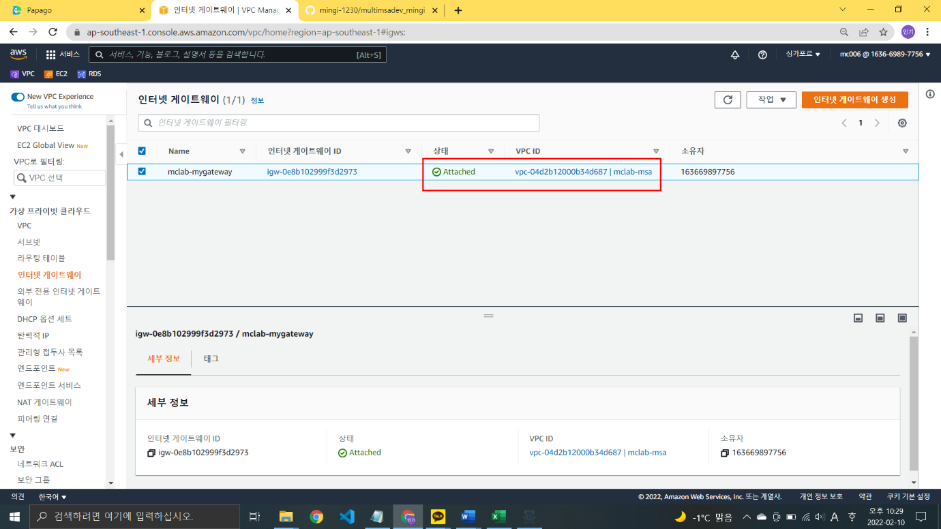 Papago
인터넷 게이트웨이 | VPC Manag
mingi-1230/multimsadev_mingi
ap-southeast-1.console.aws.amazon.com/vpc/home?region=ap-southeast-1#igws:
민기
aws
서비스
서비스, 기능, 블로그, 설명서 등을 검색합니다.
[Alt+S]
싱가포르
mc006 @ 1636-6989-7756
VPC
EC2
RDS
New VPC Experience
Tell us what you think
VPC 대시보드
EC2 Global View New
VPC로 필터링:
VPC 선택
가상 프라이빗 클라우드
VPC
서브넷
라우팅 테이블
인터넷 게이트웨이
외부 전용 인터넷 게이트
웨이
DHCP 옵션 세트
탄력적 IP
관리형 접두사 목록
엔드포인트 New
엔드포인트 서비스
NAT 게이트웨이
피어링 연결
보안
네트워크 ACL
보안 그룹
인터넷 게이트웨이 (1/1) 정보
작업
인터넷 게이트웨이 생성
인터넷 게이트웨이 필터링
1
Name
인터넷 게이트웨이 ID
상태
VPC ID
소유자
mclab-mygateway
igw-0e8b102999f3d2973
Attached
vpc-04d2b12000b34d687 | mclab-msa
163669897756
igw-0e8b102999f3d2973 / mclab-mygateway
세부 정보
태그
세부 정보
인터넷 게이트웨이 ID
상태
VPC ID
소유자
igw-0e8b102999f3d2973
Attached
vpc-04d2b12000b34d687 | mclab-msa
163669897756
의견
한국어
© 2022, Amazon Web Services, Inc. 또는 계열사.
개인 정보 보호
약관
쿠키 기본 설정
검색하려면 여기에 입력하십시오.
-1°C 맑음
A
오후 10:29
2022-02-10